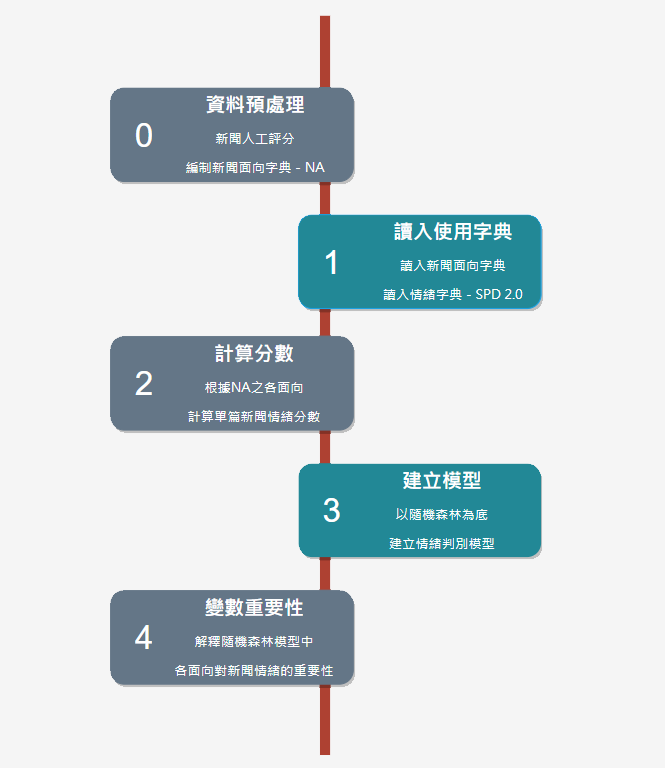 資料預處理
0
新聞人工評分
編制新聞面向字典 - NA
讀入使用字典
1
讀入新聞面向字典
讀入情緒字典 - SPD 2.0
計算分數
2
根據NA之各面向
計算單篇新聞情緒分數
建立模型
3
以隨機森林為底
建立情緒判別模型
變數重要性
4
解釋隨機森林模型中
各面向對新聞情緒的重要性